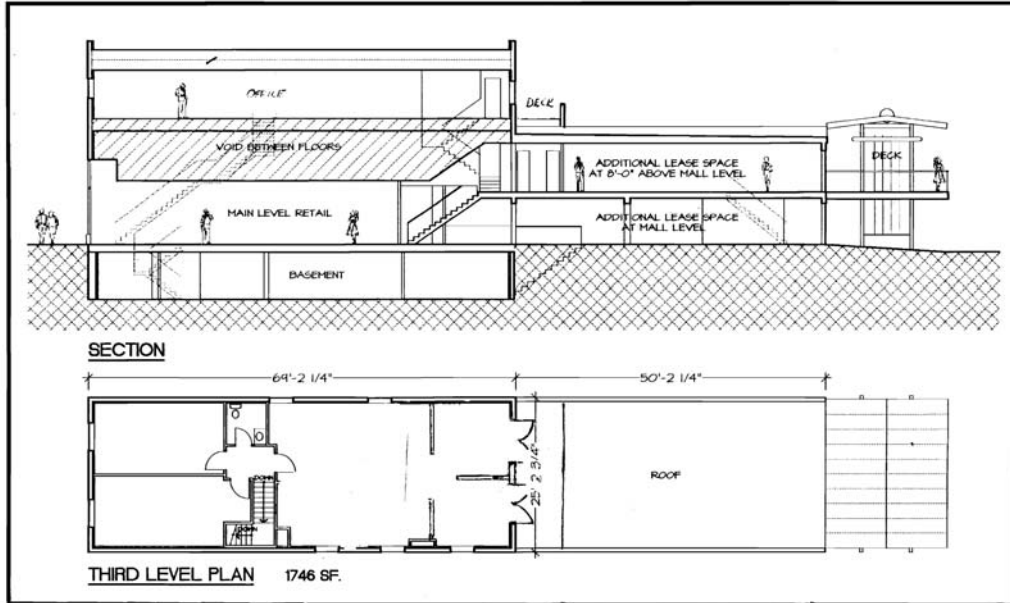 OFFICE
DECK
VOID BETWEEN FLOORS
ADDITIONAL LEASE SPACE
AT 8'-0" ABOVE MALL LEVEL
DECK
MAIN LEVEL RETAIL
ADDITIONAL LEASE SPACE
AT MALL LEVEL
BASEMENT
SECTION
69'-2 1/4"
50'-2 1/4"
25' 2 3/4"
ROOF
DOWN
DOWN
THIRD LEVEL PLAN
1746 SF.